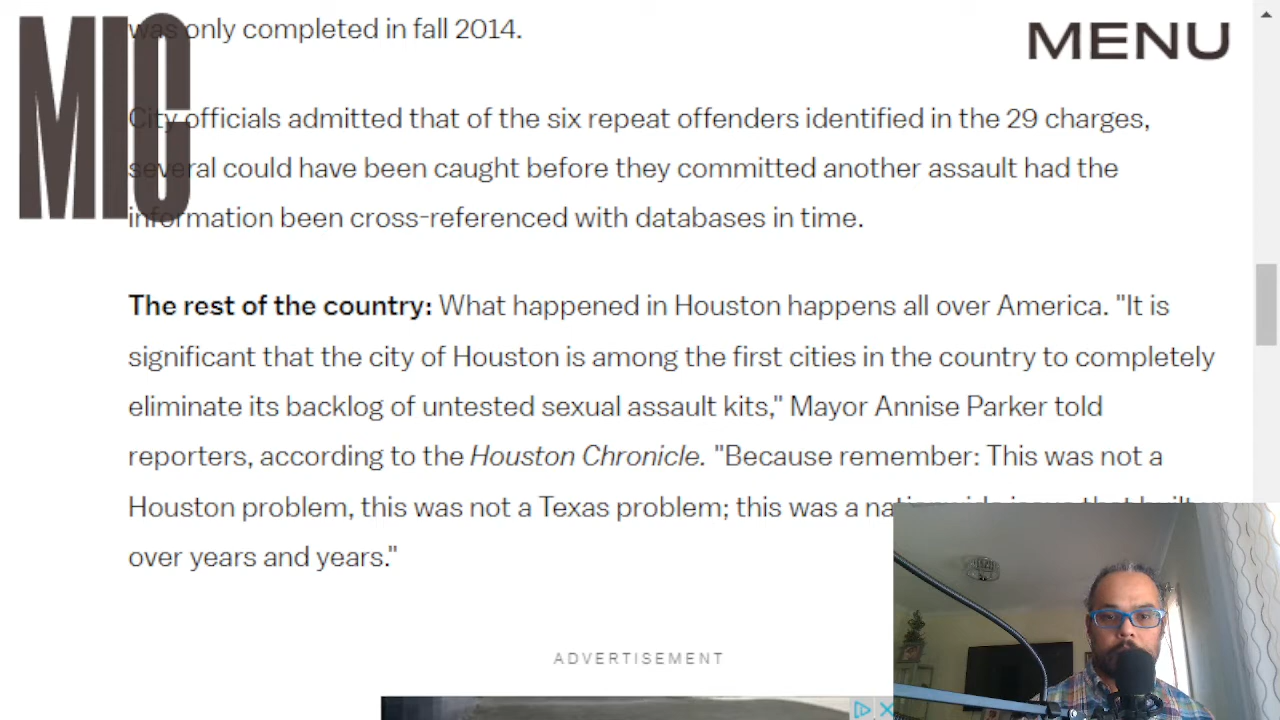 was only completed in fall 2014.
MIC
MENU
City officials admitted that of the six repeat offenders identified in the 29 charges,
several could have been caught before they committed another assault had the
information been cross-referenced with databases in time.
The rest of the country: What happened in Houston happens all over America. "It is
significant that the city of Houston is among the first cities in the country to completely
eliminate its backlog of untested sexual assault kits," Mayor Annise Parker told
reporters, according to the Houston Chronicle. "Because remember: This was not a
Houston problem, this was not a Texas problem; this was a nationwide issue that built
over years and years."
ADVERTISEMENT